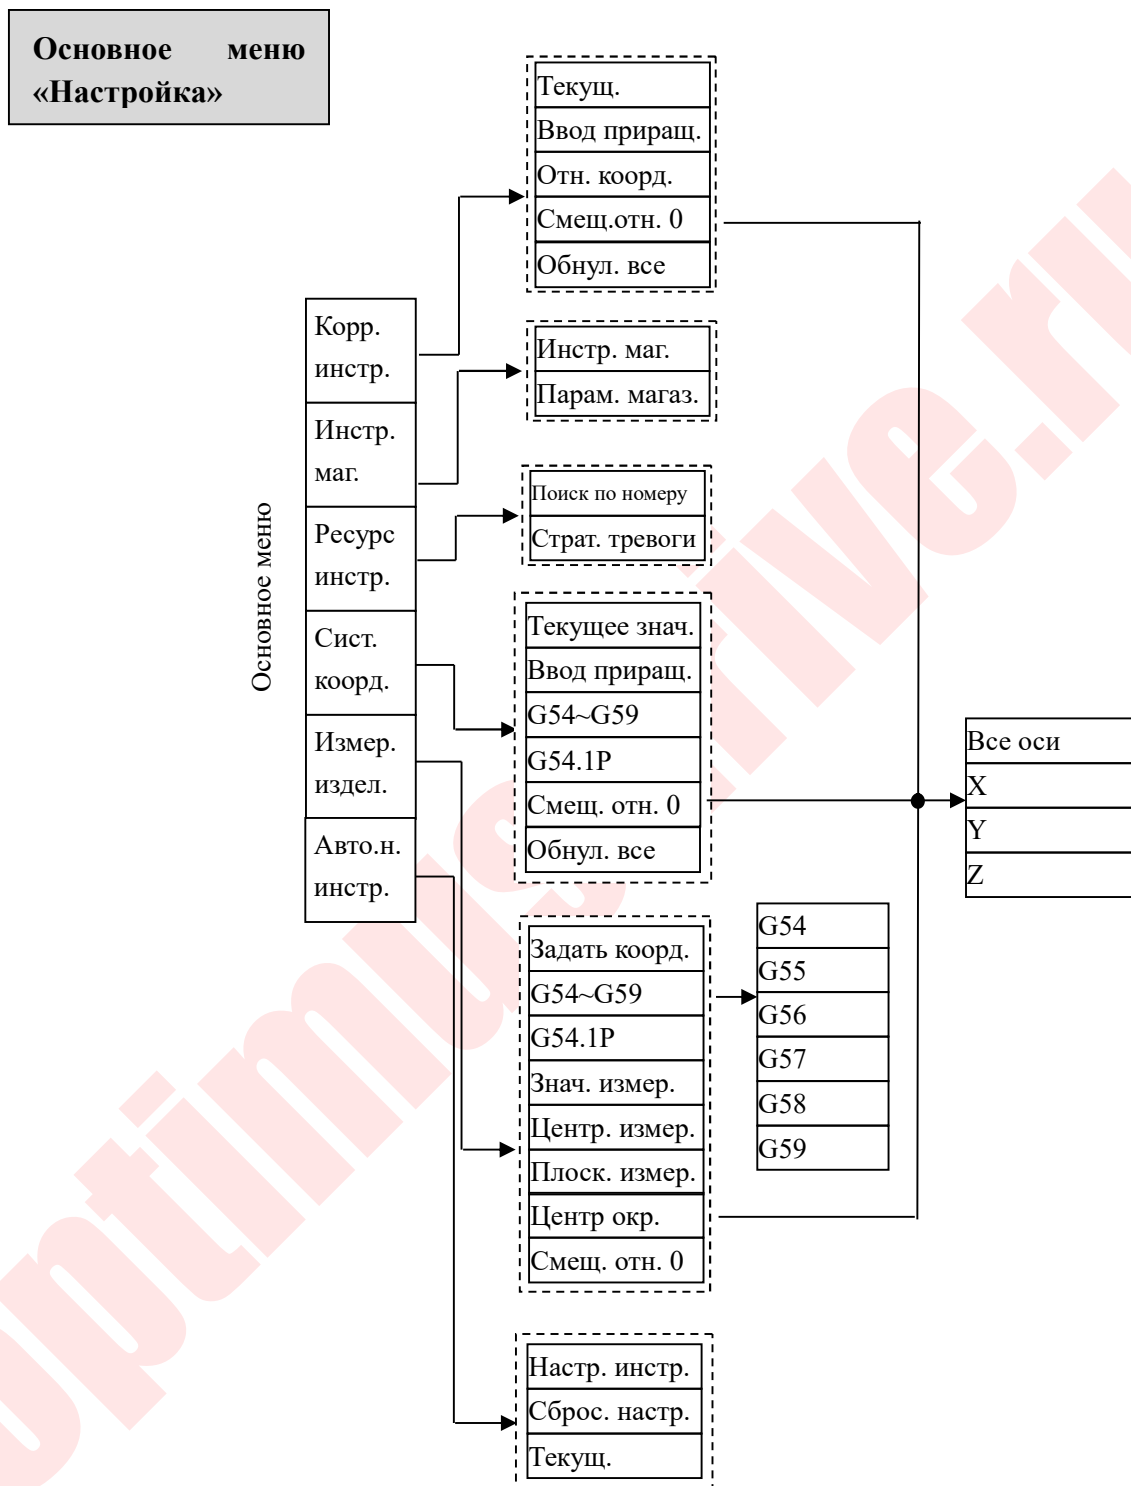 Основное меню
«Настройка»
Текущ.
Ввод приращ.
Отн. коорд.
Смещ.отн. 0
Обнул. все
Корр.
инстр.
Инстр.
маг.
Ресурс
инстр.
Сист.
коорд.
Измер.
издел.
Авто.н.
инстр.
Основное меню
Инстр. маг.
Парам. магаз.
Поиск по номеру
Страт. тревоги
Текущее знач.
Ввод приращ.
G54~G59
G54.1P
Смещ. отн. 0
Обнул. все
Все оси
X
Y
Z
Задать коорд.
G54~G59
G54.1P
Знач. измер.
Центр. измер.
Плоск. измер.
Центр окр.
Смещ. отн. 0
G54
G55
G56
G57
G58
G59
Настр. инстр.
Сброс. настр.
Текущ.
optimusdrive.ru